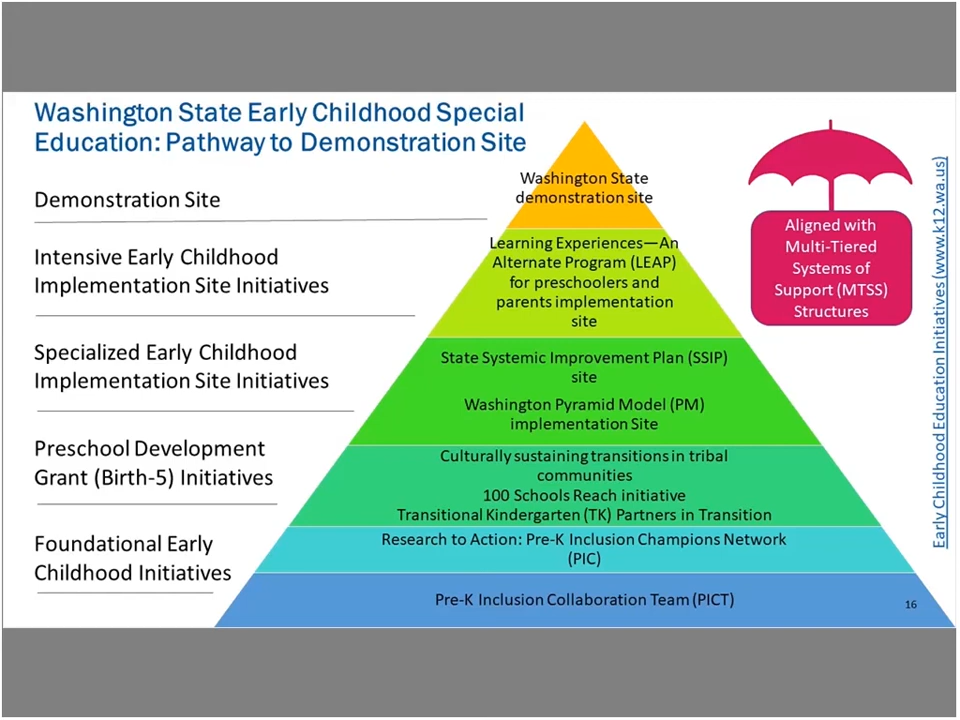 Washington State Early Childhood Special
Education: Pathway to Demonstration Site
Demonstration Site
Intensive Early Childhood
Implementation Site Initiatives
Specialized Early Childhood
Implementation Site Initiatives
Preschool Development
Grant (Birth-5) Initiatives
Foundational Early
Childhood Initiatives
Washington State
demonstration site
Learning Experiences—An
Alternate Program (LEAP)
for preschoolers and
parents implementation
site
State Systemic Improvement Plan (SSIP)
site
Washington Pyramid Model (PM)
implementation Site
Culturally sustaining transitions in tribal
communities
100 Schools Reach initiative
Transitional Kindergarten (TK) Partners in Transition
Research to Action: Pre-K Inclusion Champions Network
(PIC)
Pre-K Inclusion Collaboration Team (PICT)
Aligned with
Multi-Tiered
Systems of
Support (MTSS)
Structures
Early Childhood Education Initiatives (www.k12.wa.us)
16